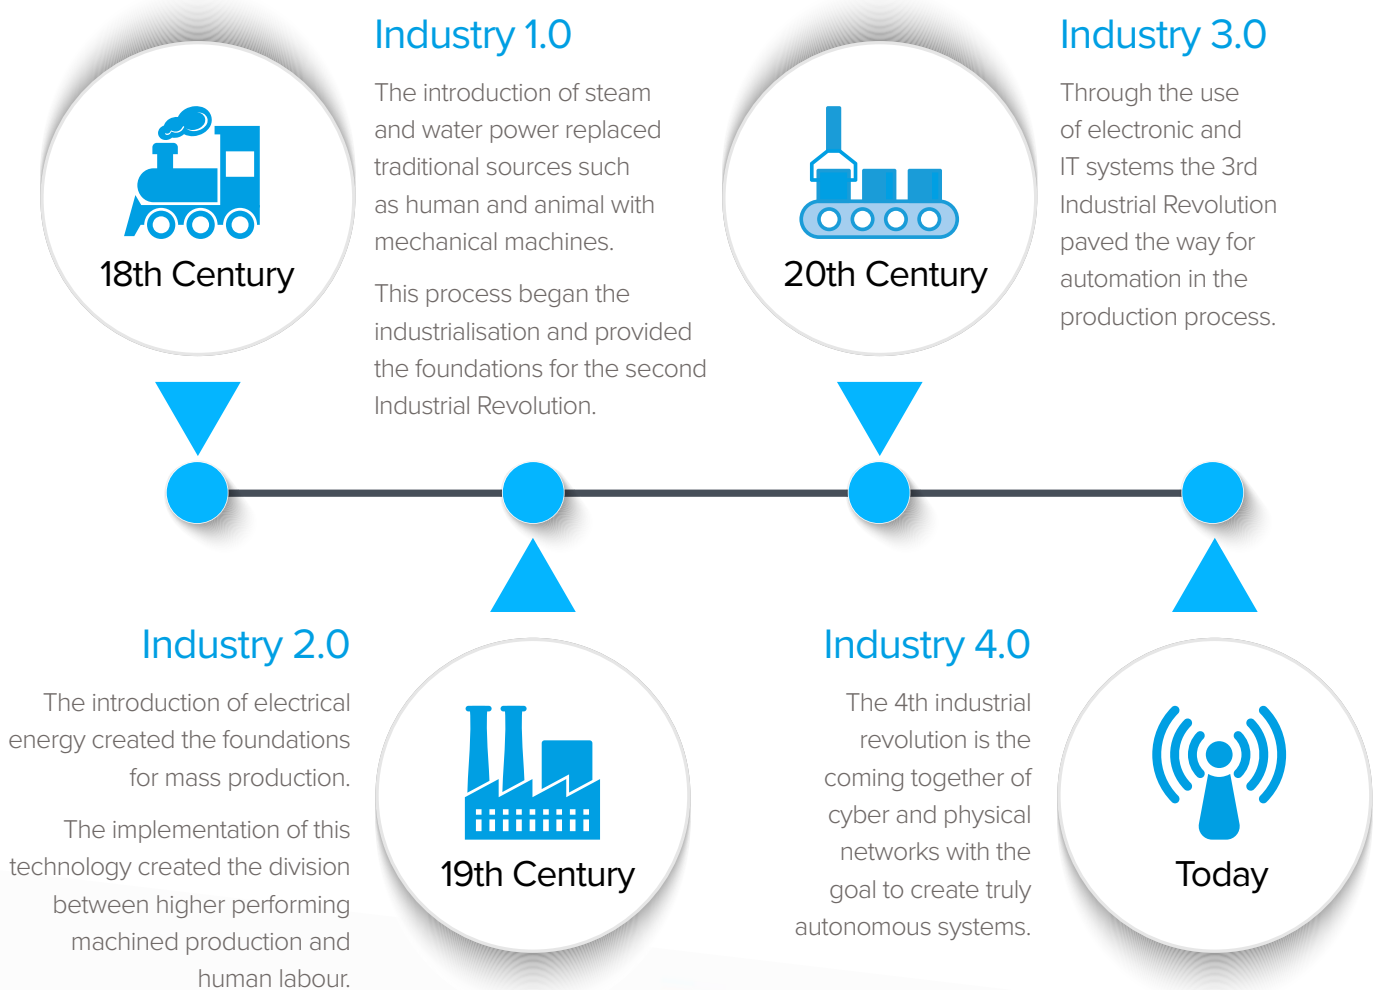 Industry 1.0
The introduction of steam
and water power replaced
traditional sources such
as human and animal with
mechanical machines.
This process began the
industrialisation and provided
the foundations for the second
Industrial Revolution.
18th Century
Industry 3.0
Through the use
of electronic and
IT systems the 3rd
Industrial Revolution
paved the way for
automation in the
production process.
20th Century
Industry 2.0
The introduction of electrical
energy created the foundations
for mass production.
The implementation of this
technology created the division
between higher performing
machined production and
human labour.
19th Century
Industry 4.0
The 4th industrial
revolution is the
coming together of
cyber and physical
networks with the
goal to create truly
autonomous systems.
Today